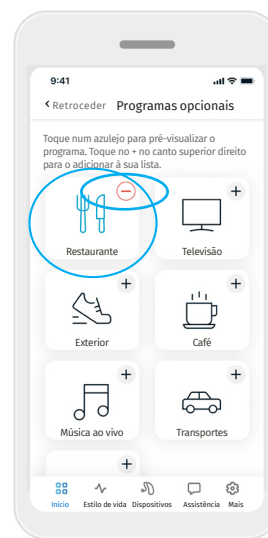 9:41
Retroceder Programas opcionais
Toque num azulejo para pré-visualizar o
programa. Toque no + no canto superior direito
para o adicionar à sua lista.
Restaurante Televisão
Exterior Café
Música ao vivo Transportes
Início Estilo de vida Dispositivos Assistência Mais